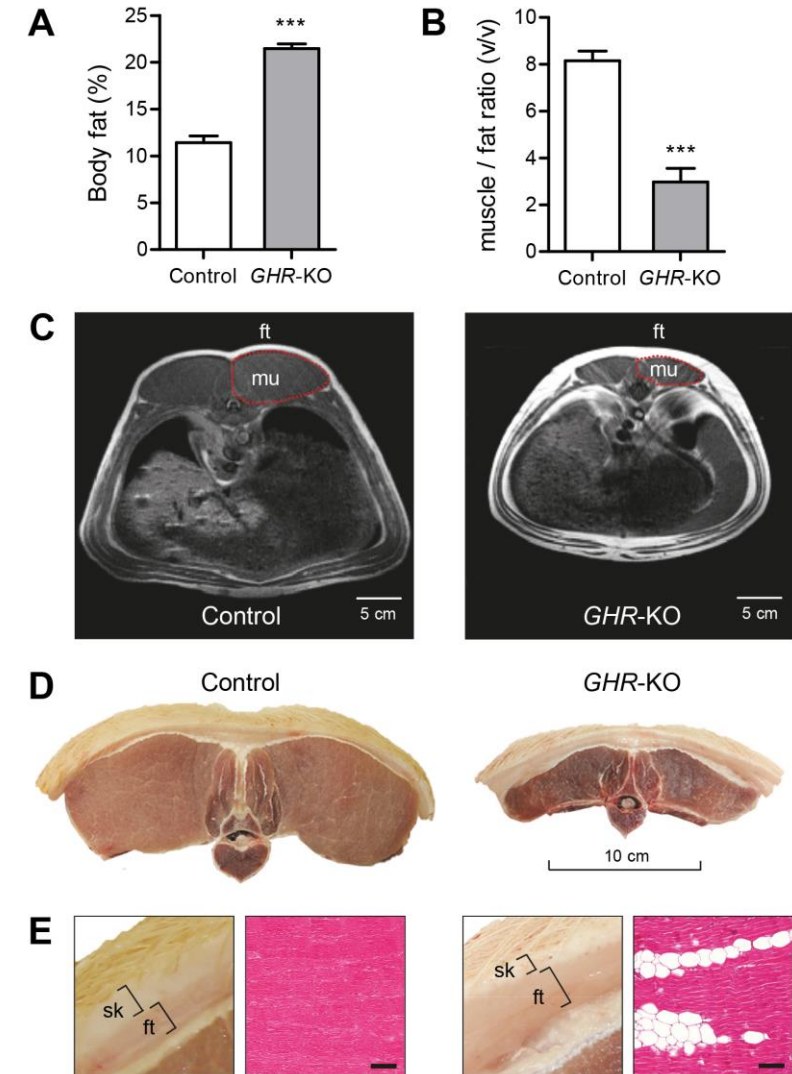 A
Body fat (%)
25
20
15
10
5
0
***
Control GHR-KO
B
muscle / fat ratio (v/v)
10
8
6
4
2
0
***
Control GHR-KO
C
ft
mu
Control
5 cm
ft
mu
GHR-KO
5 cm
D
Control
GHR-KO
10 cm
E
sk
ft
sk
ft